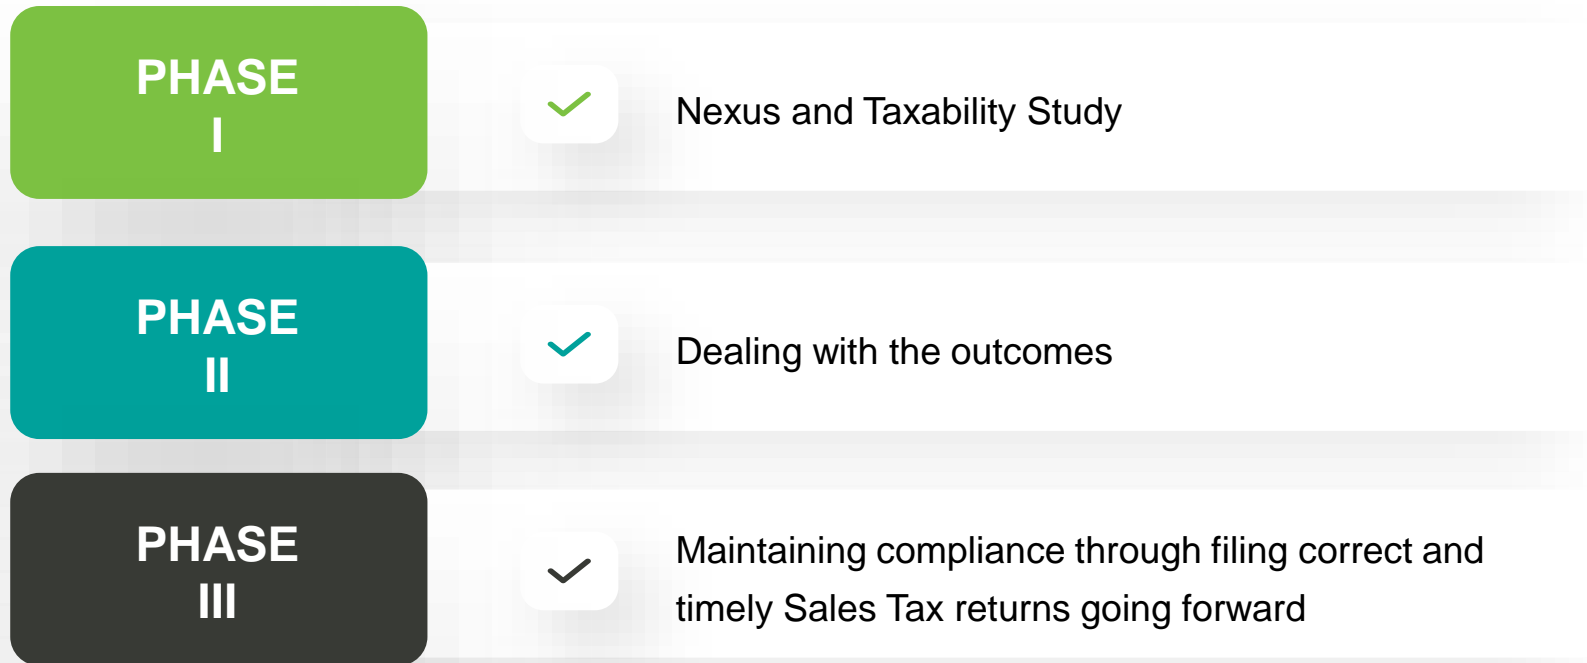 PHASE
I
Nexus and Taxability Study
PHASE
II
Dealing with the outcomes
PHASE
III
Maintaining compliance through filing correct and
timely Sales Tax returns going forward